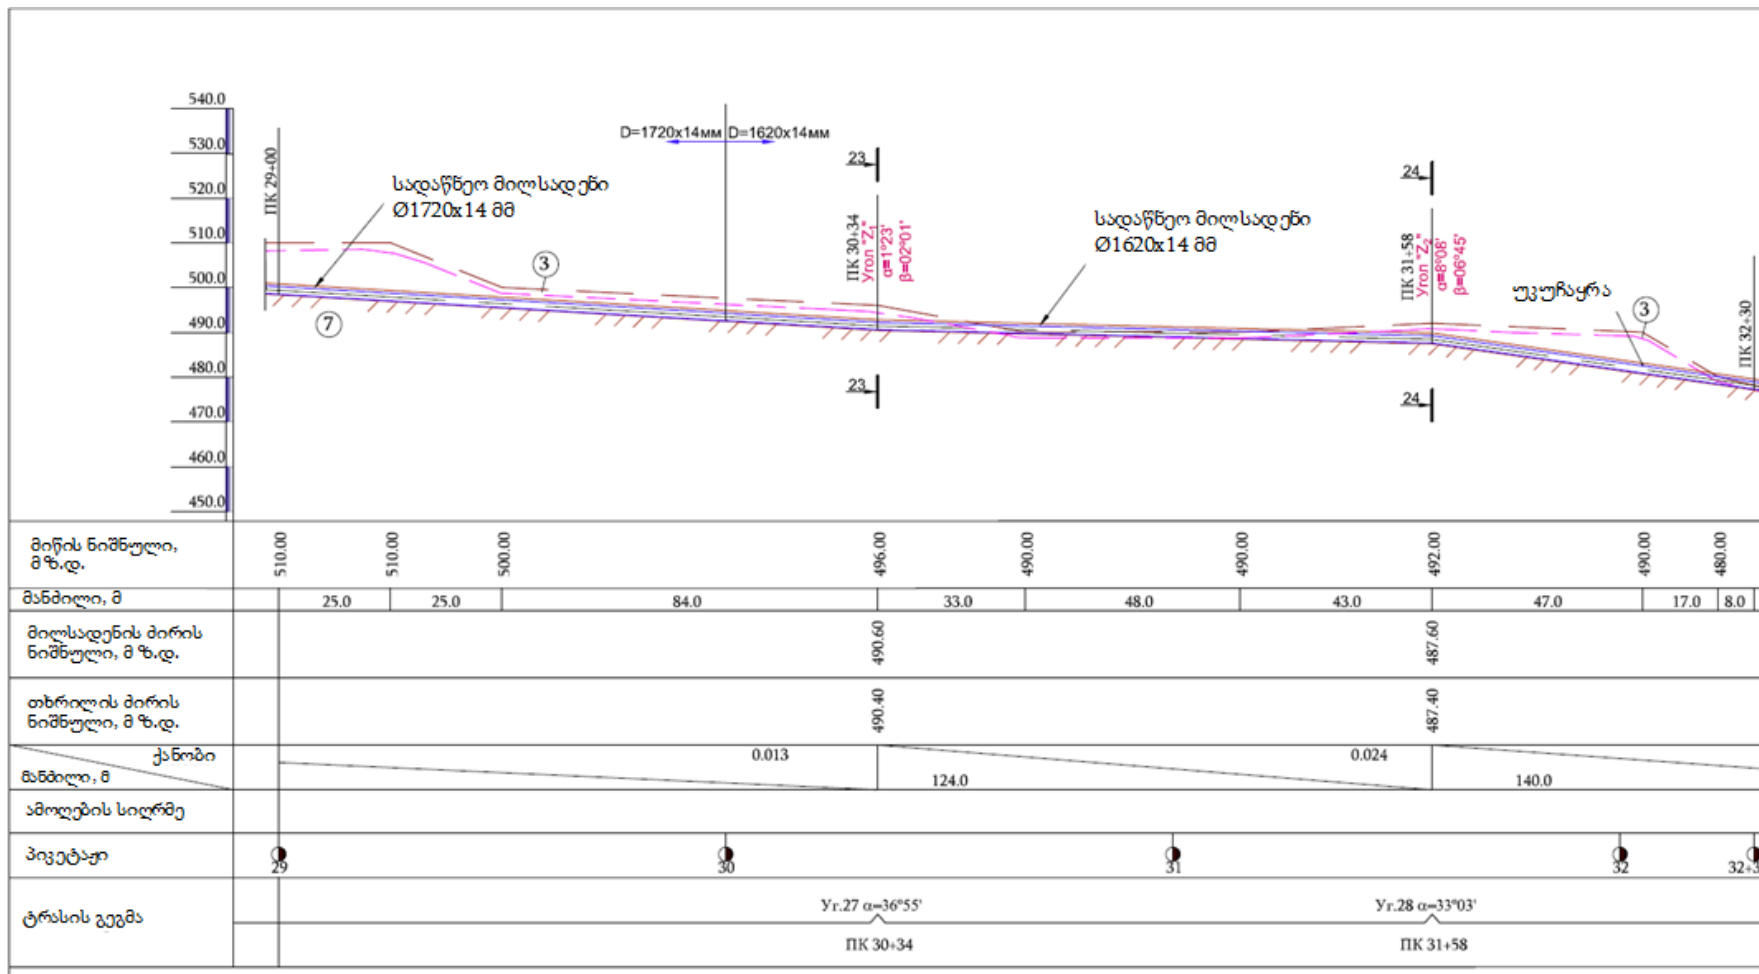 540.0
530.0
520.0
510.0
500.0
490.0
480.0
470.0
460.0
450.0
ПК 29+00
სადაწნეო მილსადენი
Ø1720x14 მმ
D=1720x14мм
D=1620x14мм
3
7
23
ПК 30+34
Угол "Z1"
α=1°23'
β=02°01'
23
სადაწნეო მილსადენი
Ø1620x14 მმ
24
ПК 31+58
Угол "Z2"
α=8°08'
β=06°45'
24
უკუჩაყრა
3
ПК 32+30
მიწის ნიშნული,
მ ზ.დ.
510.00
510.00
500.00
496.00
490.00
490.00
492.00
490.00
480.00
მანძილი, მ
25.0
25.0
84.0
33.0
48.0
43.0
47.0
17.0
8.0
მილსადენის ძირის
ნიშნული, მ ზ.დ.
490.60
487.60
თხრილის ძირის
ნიშნული, მ ზ.დ.
490.40
487.40
ქანობი
მანძილი, მ
0.013
124.0
0.024
140.0
ამოღების სიღრმე
პიკეტაჟი
29
30
31
32
32+3
ტრასის გეგმა
Уг.27 α=36°55'
ПК 30+34
Уг.28 α=33°03'
ПК 31+58